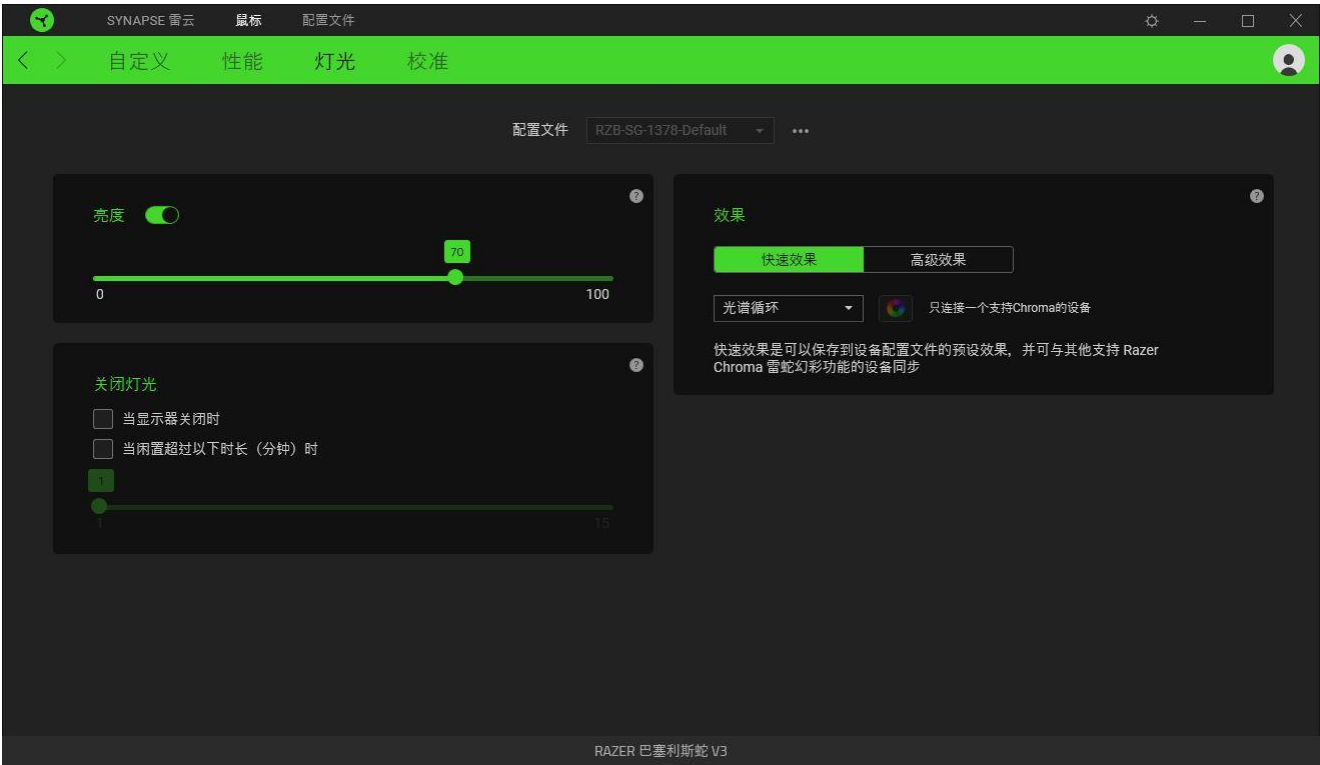 SYNAPSE 雷云 鼠标 配置文件
自定义 性能 灯光 校准
配置文件 RZB-SG-1378-Default
亮度
70
0 100
关闭灯光
当显示器关闭时
当闲置超过以下时长（分钟）时
1
1 15
效果
快速效果 高级效果
光谱循环 只连接一个支持Chroma的设备
快速效果是可以保存到设备配置文件的预设效果，并可与其他支持 Razer
Chroma 雷蛇幻彩功能的设备同步
RAZER 巴塞利斯蛇 V3